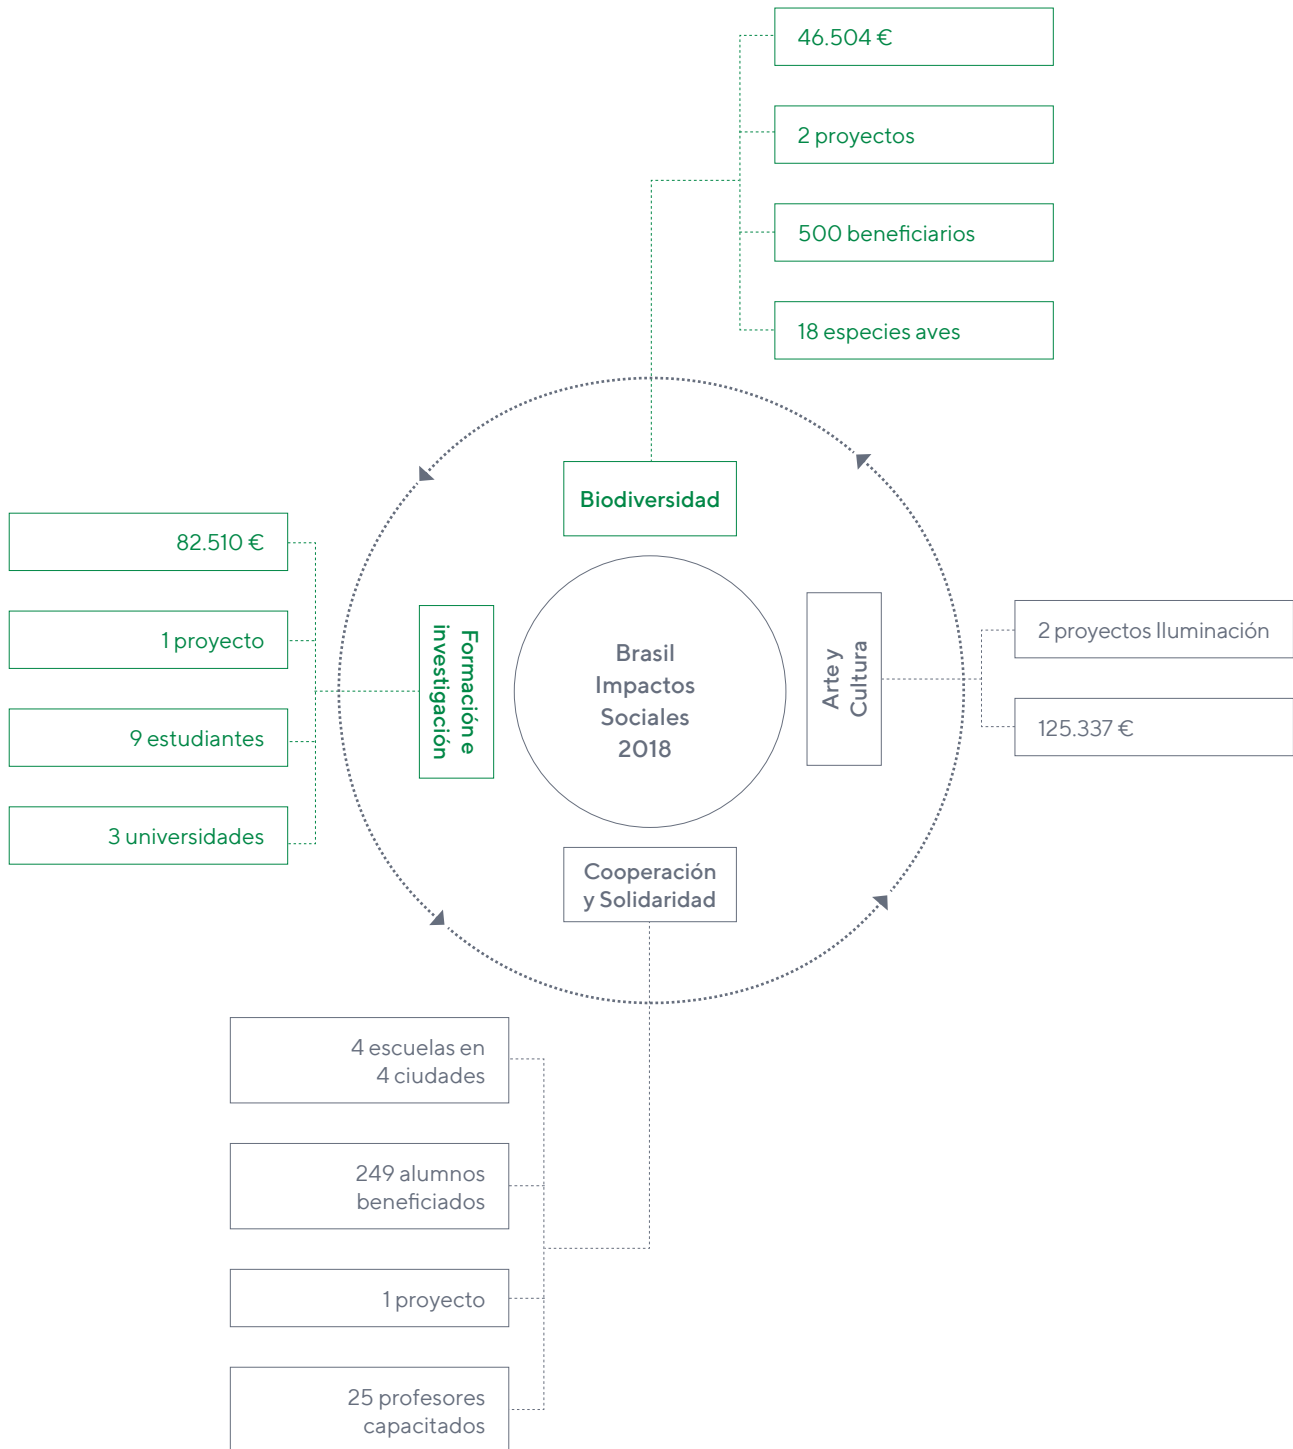 46.504 €
2 proyectos
500 beneficiarios
18 especies aves
Biodiversidad
82.510 €
1 proyecto
9 estudiantes
3 universidades
Formación e
investigación
Brasil
Impactos
Sociales
2018
Arte y
Cultura
2 proyectos Iluminación
125.337 €
Cooperación
y Solidaridad
4 escuelas en
4 ciudades
249 alumnos
beneficiados
1 proyecto
25 profesores
capacitados